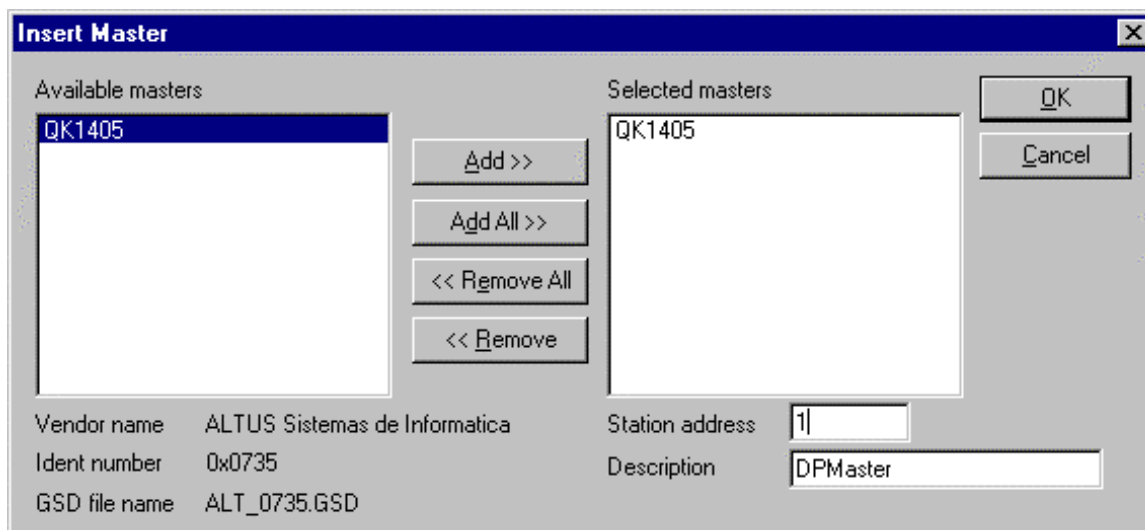 Insert Master
Available masters
QK1405
Add >>
Add All >>
<< Remove All
<< Remove
Selected masters
QK1405
OK
Cancel
Vendor name ALTUS Sistemas de Informatica
Ident number 0x0735
GSD file name ALT_0735.GSD
Station address 1
Description DPMaster